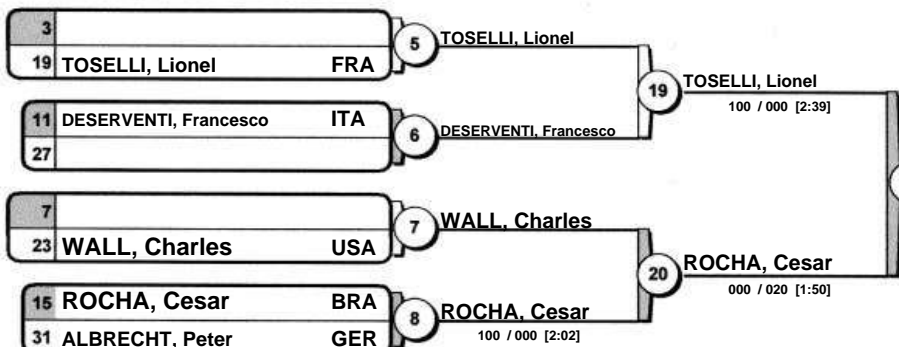 3
19 TOSELLI, Lionel FRA
5 TOSELLI, Lionel
11 DESERVENTI, Francesco ITA
27
6 DESERVENTI, Francesco
19 TOSELLI, Lionel
100 / 000 [2:39]
7
23 WALL, Charles USA
7 WALL, Charles
15 ROCHA, Cesar BRA
31 ALBRECHT, Peter GER
8 ROCHA, Cesar
100 / 000 [2:02]
20 ROCHA, Cesar
000 / 020 [1:50]